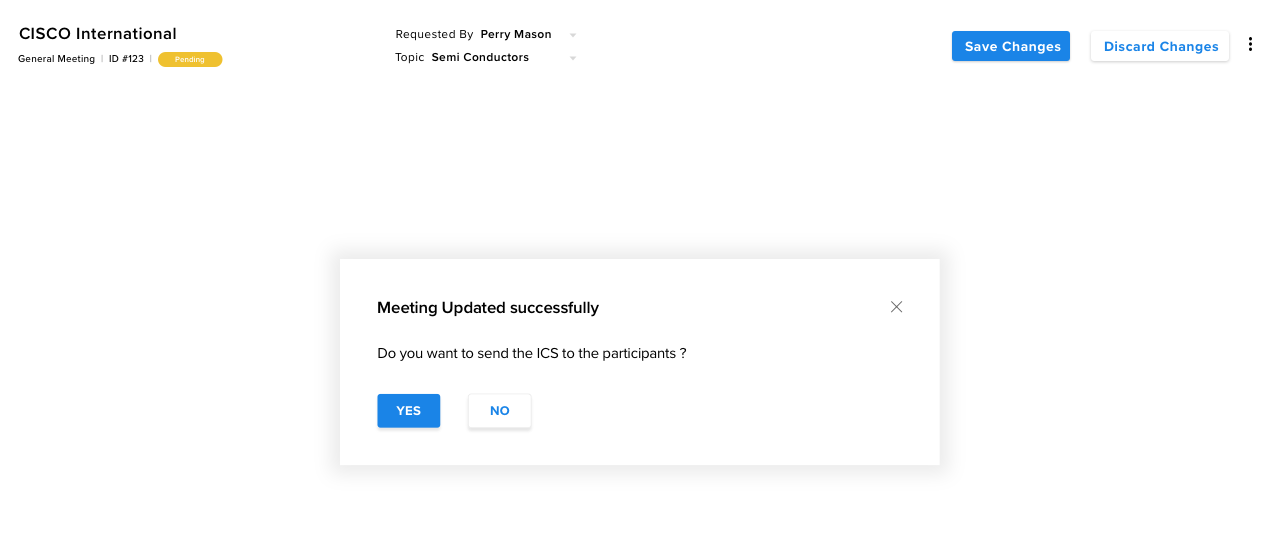 CISCO International
General Meeting | ID #123 | Pending
Requested By Perry Mason
Topic Semi Conductors
Save Changes
Discard Changes
Meeting Updated successfully
Do you want to send the ICS to the participants ?
YES
NO